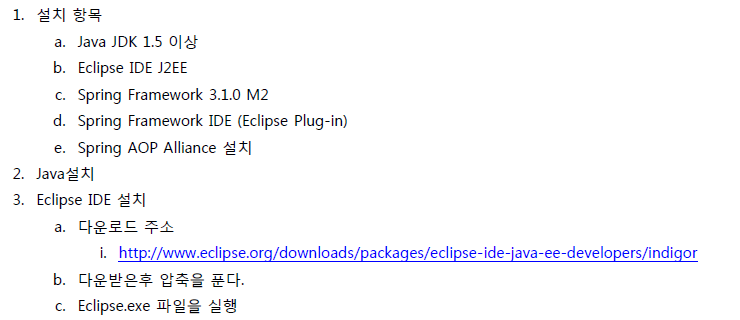 1. 설치 항목
a. Java JDK 1.5 이상
b. Eclipse IDE J2EE
c. Spring Framework 3.1.0 M2
d. Spring Framework IDE (Eclipse Plug-in)
e. Spring AOP Alliance 설치
2. Java설치
3. Eclipse IDE 설치
a. 다운로드 주소
i. http://www.eclipse.org/downloads/packages/eclipse-ide-java-ee-developers/indigor
b. 다운받은후 압축을 푼다.
c. Eclipse.exe 파일을 실행